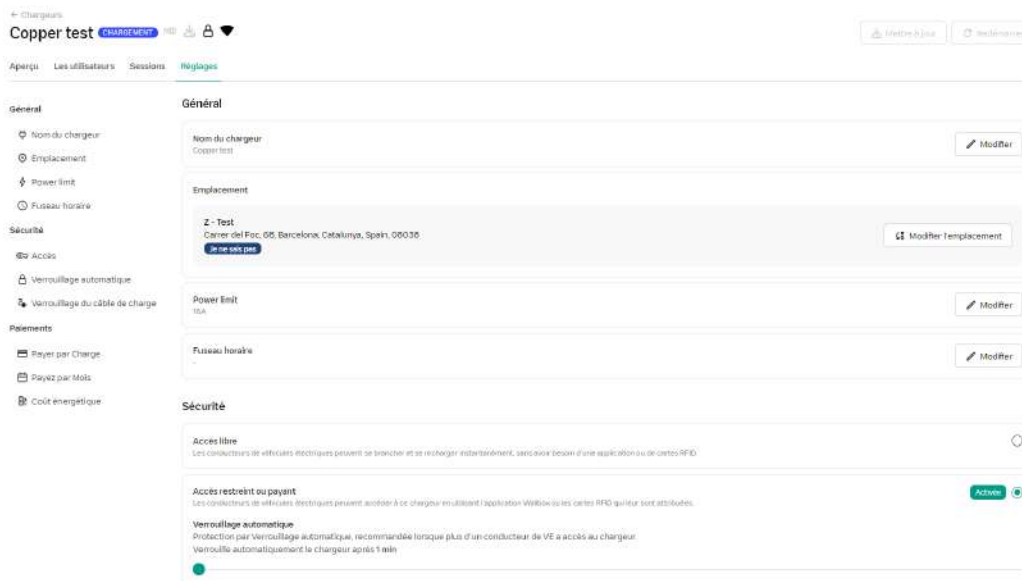 ← Chargeurs
Copper test CHARGEMENT MID
Mettre à jour Redémarrer
Aperçu Les utilisateurs Sessions Réglages
Général
Nom du chargeur
Emplacement
Power limit
Fuseau horaire
Sécurité
Accès
Verrouillage automatique
Verrouillage du câble de charge
Paiements
Payer par Charge
Payez par Mois
Coût énergétique
Général
Nom du chargeur
Copper test
Modifier
Emplacement
Z - Test
Carrer del Foc, 68, Barcelona, Catalunya, Spain, 08038
Je ne sais pas
Modifier l'emplacement
Power limit
16A
Modifier
Fuseau horaire
-
Modifier
Sécurité
Accès libre
Les conducteurs de véhicules électriques peuvent se brancher et se recharger instantanément, sans avoir besoin d'une application ou de cartes RFID.
Accès restreint ou payant
Activée
Les conducteurs de véhicules électriques peuvent accéder à ce chargeur en utilisant l'application Wallbox ou les cartes RFID qui leur sont attribuées.
Verrouillage automatique
Protection par Verrouillage automatique, recommandée lorsque plus d'un conducteur de VE a accès au chargeur
Verrouille automatiquement le chargeur après 1 min